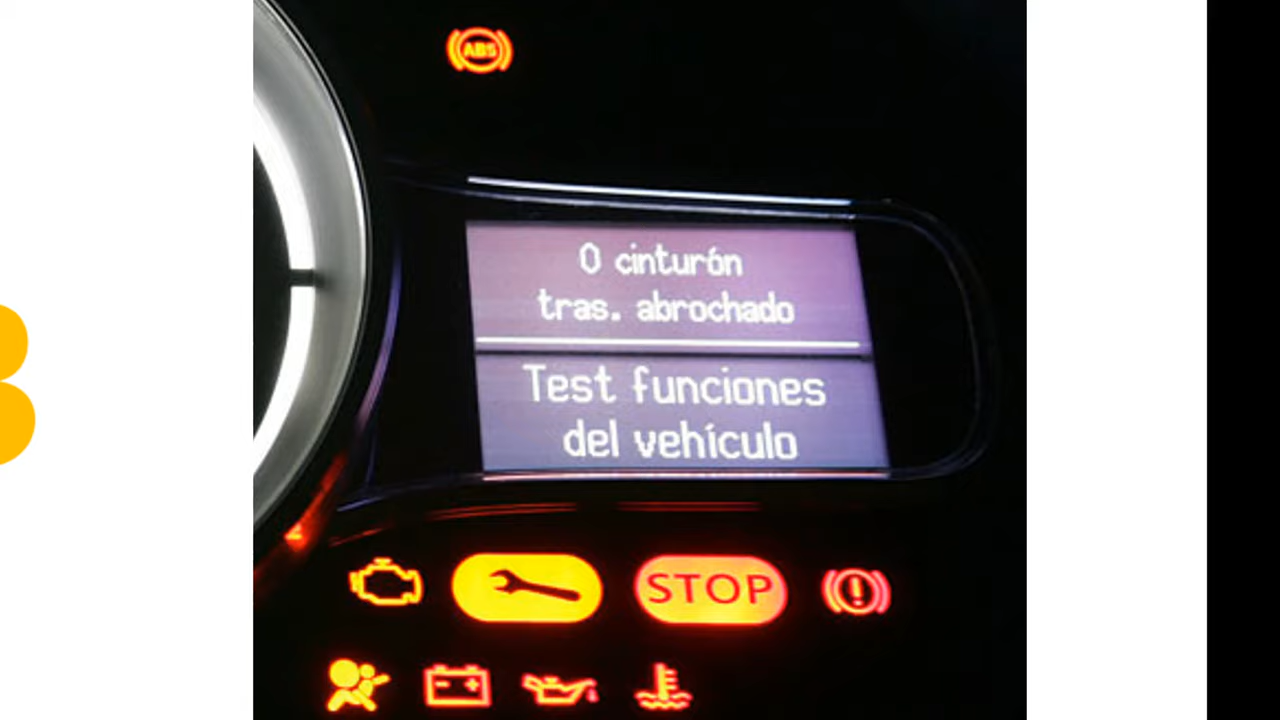 ABS
0 cinturón
tras. abrochado
Test funciones
del vehículo
STOP